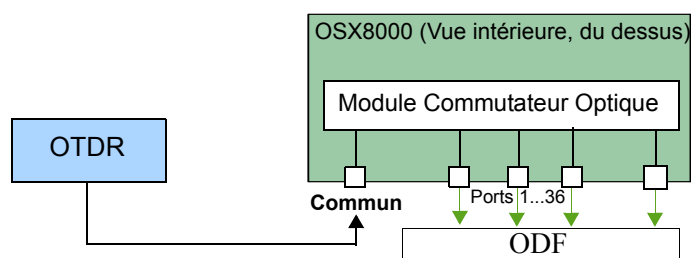 OSX8000 (Vue intérieure, du dessus)
Module Commutateur Optique
OTDR
Commun
Ports 1...36
ODF